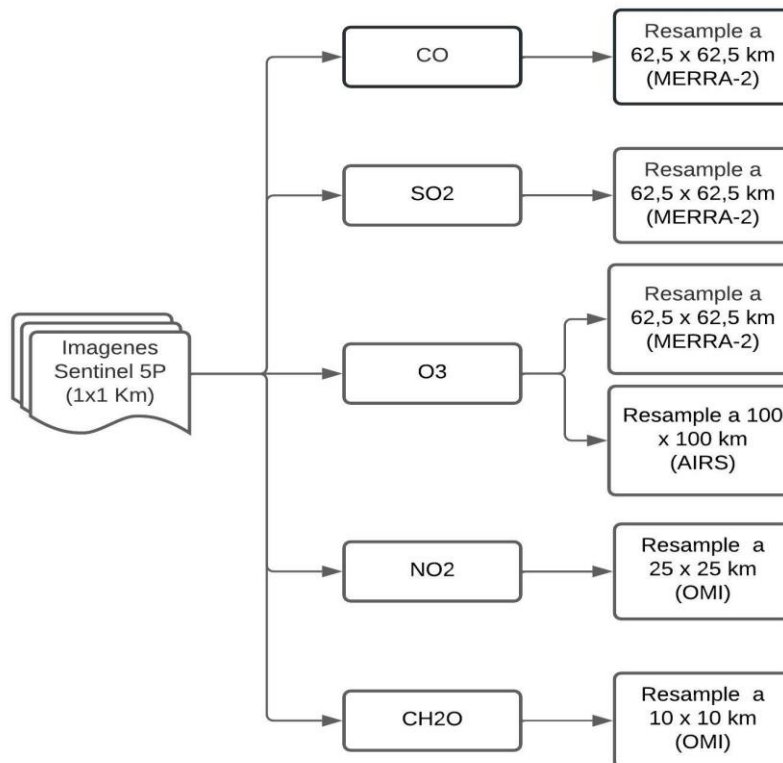 Imagenes
Sentinel 5P
(1x1 Km)
CO
Resample a
62,5 x 62,5 km
(MERRA-2)
SO2
Resample a
62,5 x 62,5 km
(MERRA-2)
O3
Resample a
62,5 x 62,5 km
(MERRA-2)
Resample a 100
x 100 km
(AIRS)
NO2
Resample a
25 x 25 km
(OMI)
CH2O
Resample a
10 x 10 km
(OMI)